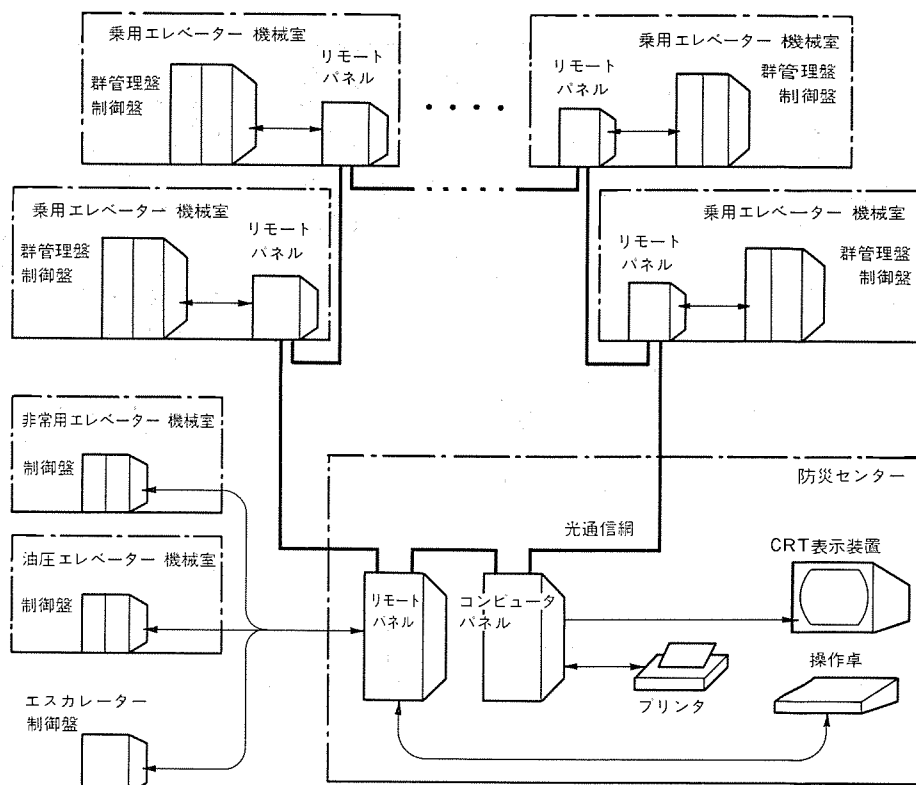 乗用エレベーター 機械室
リモート
パネル
群管理盤
制御盤
乗用エレベーター 機械室
リモート
パネル
群管理盤
制御盤
乗用エレベーター 機械室
リモート
パネル
群管理盤
制御盤
乗用エレベーター 機械室
リモート
パネル
群管理盤
制御盤
非常用エレベーター 機械室
制御盤
油圧エレベーター 機械室
制御盤
エスカレーター
制御盤
防災センター
光通信網
リモート
パネル
コンピュータ
パネル
CRT表示装置
プリンタ
操作卓